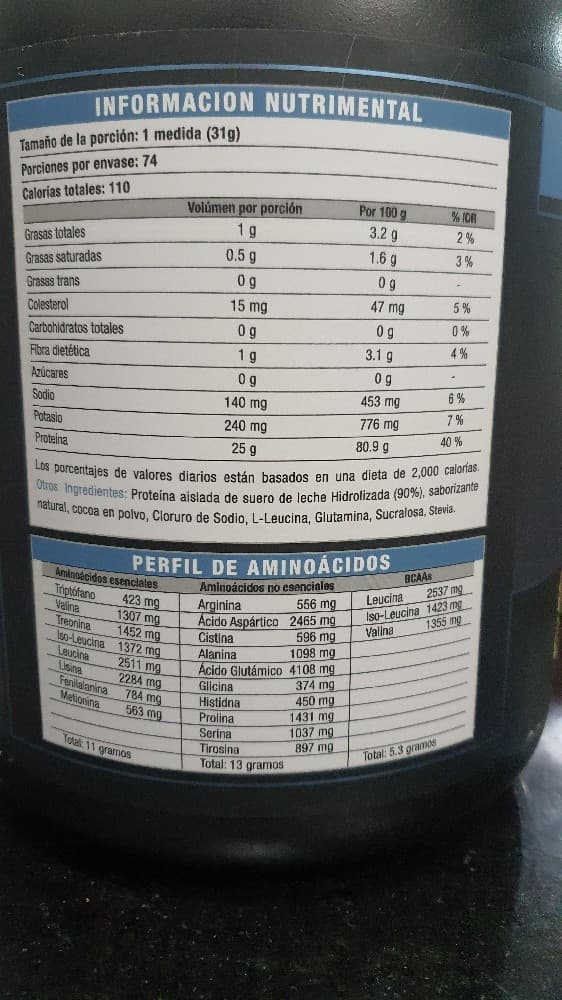 INFORMACION NUTRIMENTAL
Tamaño de la porción: 1 medida (31g)
Porciones por envase: 74
Calorías totales: 110
Volúmen por porción Por 100 g % IDR
Grasas totales 1 g 3.2 g 2 %
Grasas saturadas 0.5 g 1.6 g 3 %
Grasas trans 0 g 0 g -
Colesterol 15 mg 47 mg 5 %
Carbohidratos totales 0 g 0 g 0 %
Fibra dietética 1 g 3.1 g 4 %
Azúcares 0 g 0 g -
Sodio 140 mg 453 mg 6 %
Potasio 240 mg 776 mg 7 %
Proteína 25 g 80.9 g 40 %
Los porcentajes de valores diarios están basados en una dieta de 2,000 calorías.
Otros Ingredientes: Proteína aislada de suero de leche Hidrolizada (90%), saborizante
natural, cocoa en polvo, Cloruro de Sodio, L-Leucina, Glutamina, Sucralosa, Stevia.
PERFIL DE AMINOÁCIDOS
Aminoácidos esenciales Aminoácidos no esenciales BCAAs
Triptófano 423 mg Arginina 556 mg Leucina 2537 mg
Valina 1307 mg Ácido Aspártico 2465 mg Iso-Leucina 1423 mg
Treonina 1452 mg Cistina 596 mg Valina 1355 mg
Iso-Leucina 1372 mg Alanina 1098 mg
Leucina 2511 mg Ácido Glutámico 4108 mg
Lisina 2284 mg Glicina 374 mg
Fenilalanina 784 mg Histidna 450 mg
Metionina 563 mg Prolina 1431 mg
Serina 1037 mg
Tirosina 897 mg
Total: 11 gramos Total: 13 gramos Total: 5.3 gramos